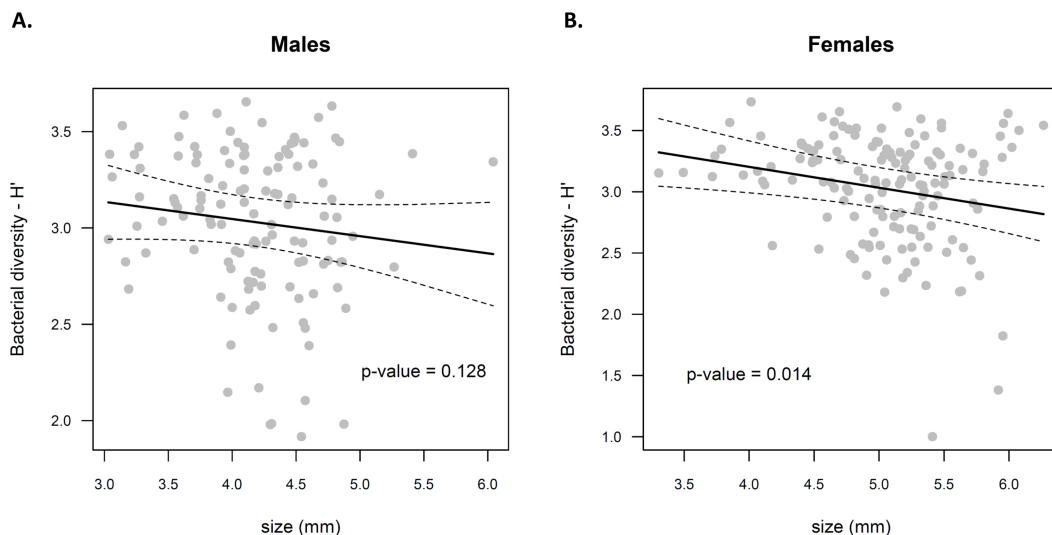 A.
Males
Bacterial diversity - H'
3.5
3.0
2.5
2.0
p-value = 0.128
3.0 3.5 4.0 4.5 5.0 5.5 6.0
size (mm)
B.
Females
Bacterial diversity - H'
3.5
3.0
2.5
2.0
1.5
1.0
p-value = 0.014
3.5 4.0 4.5 5.0 5.5 6.0
size (mm)